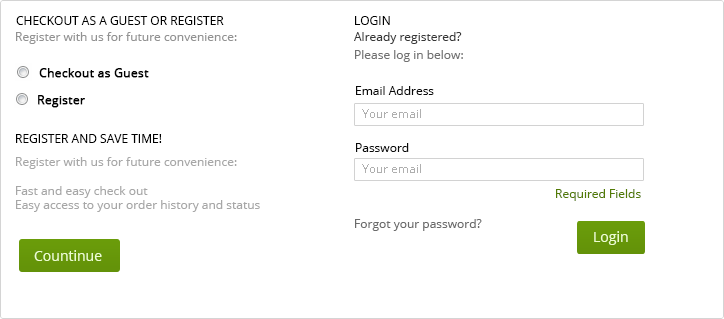 CHECKOUT AS A GUEST OR REGISTER
Register with us for future convenience:
Checkout as Guest
Register
REGISTER AND SAVE TIME!
Register with us for future convenience:
Fast and easy check out
Easy access to your order history and status
Countinue
LOGIN
Already registered?
Please log in below:
Email Address
Your email
Password
Your email
Required Fields
Forgot your password?
Login